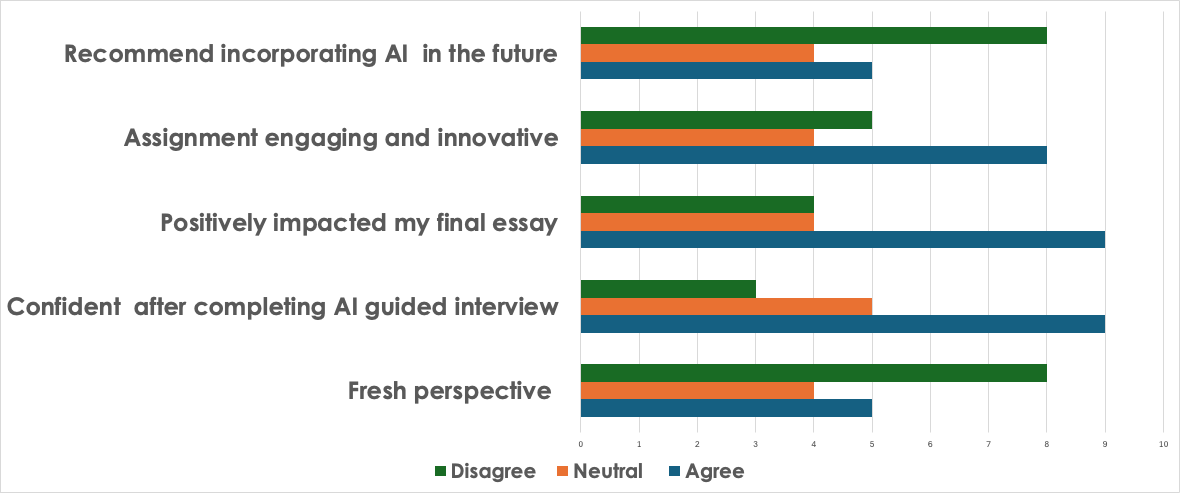 Recommend incorporating AI  in the future
Assignment engaging and innovative
Positively impacted my final essay
Confident  after completing AI guided interview
Fresh perspective
0 1 2 3 4 5 6 7 8 9 10
Disagree Neutral Agree